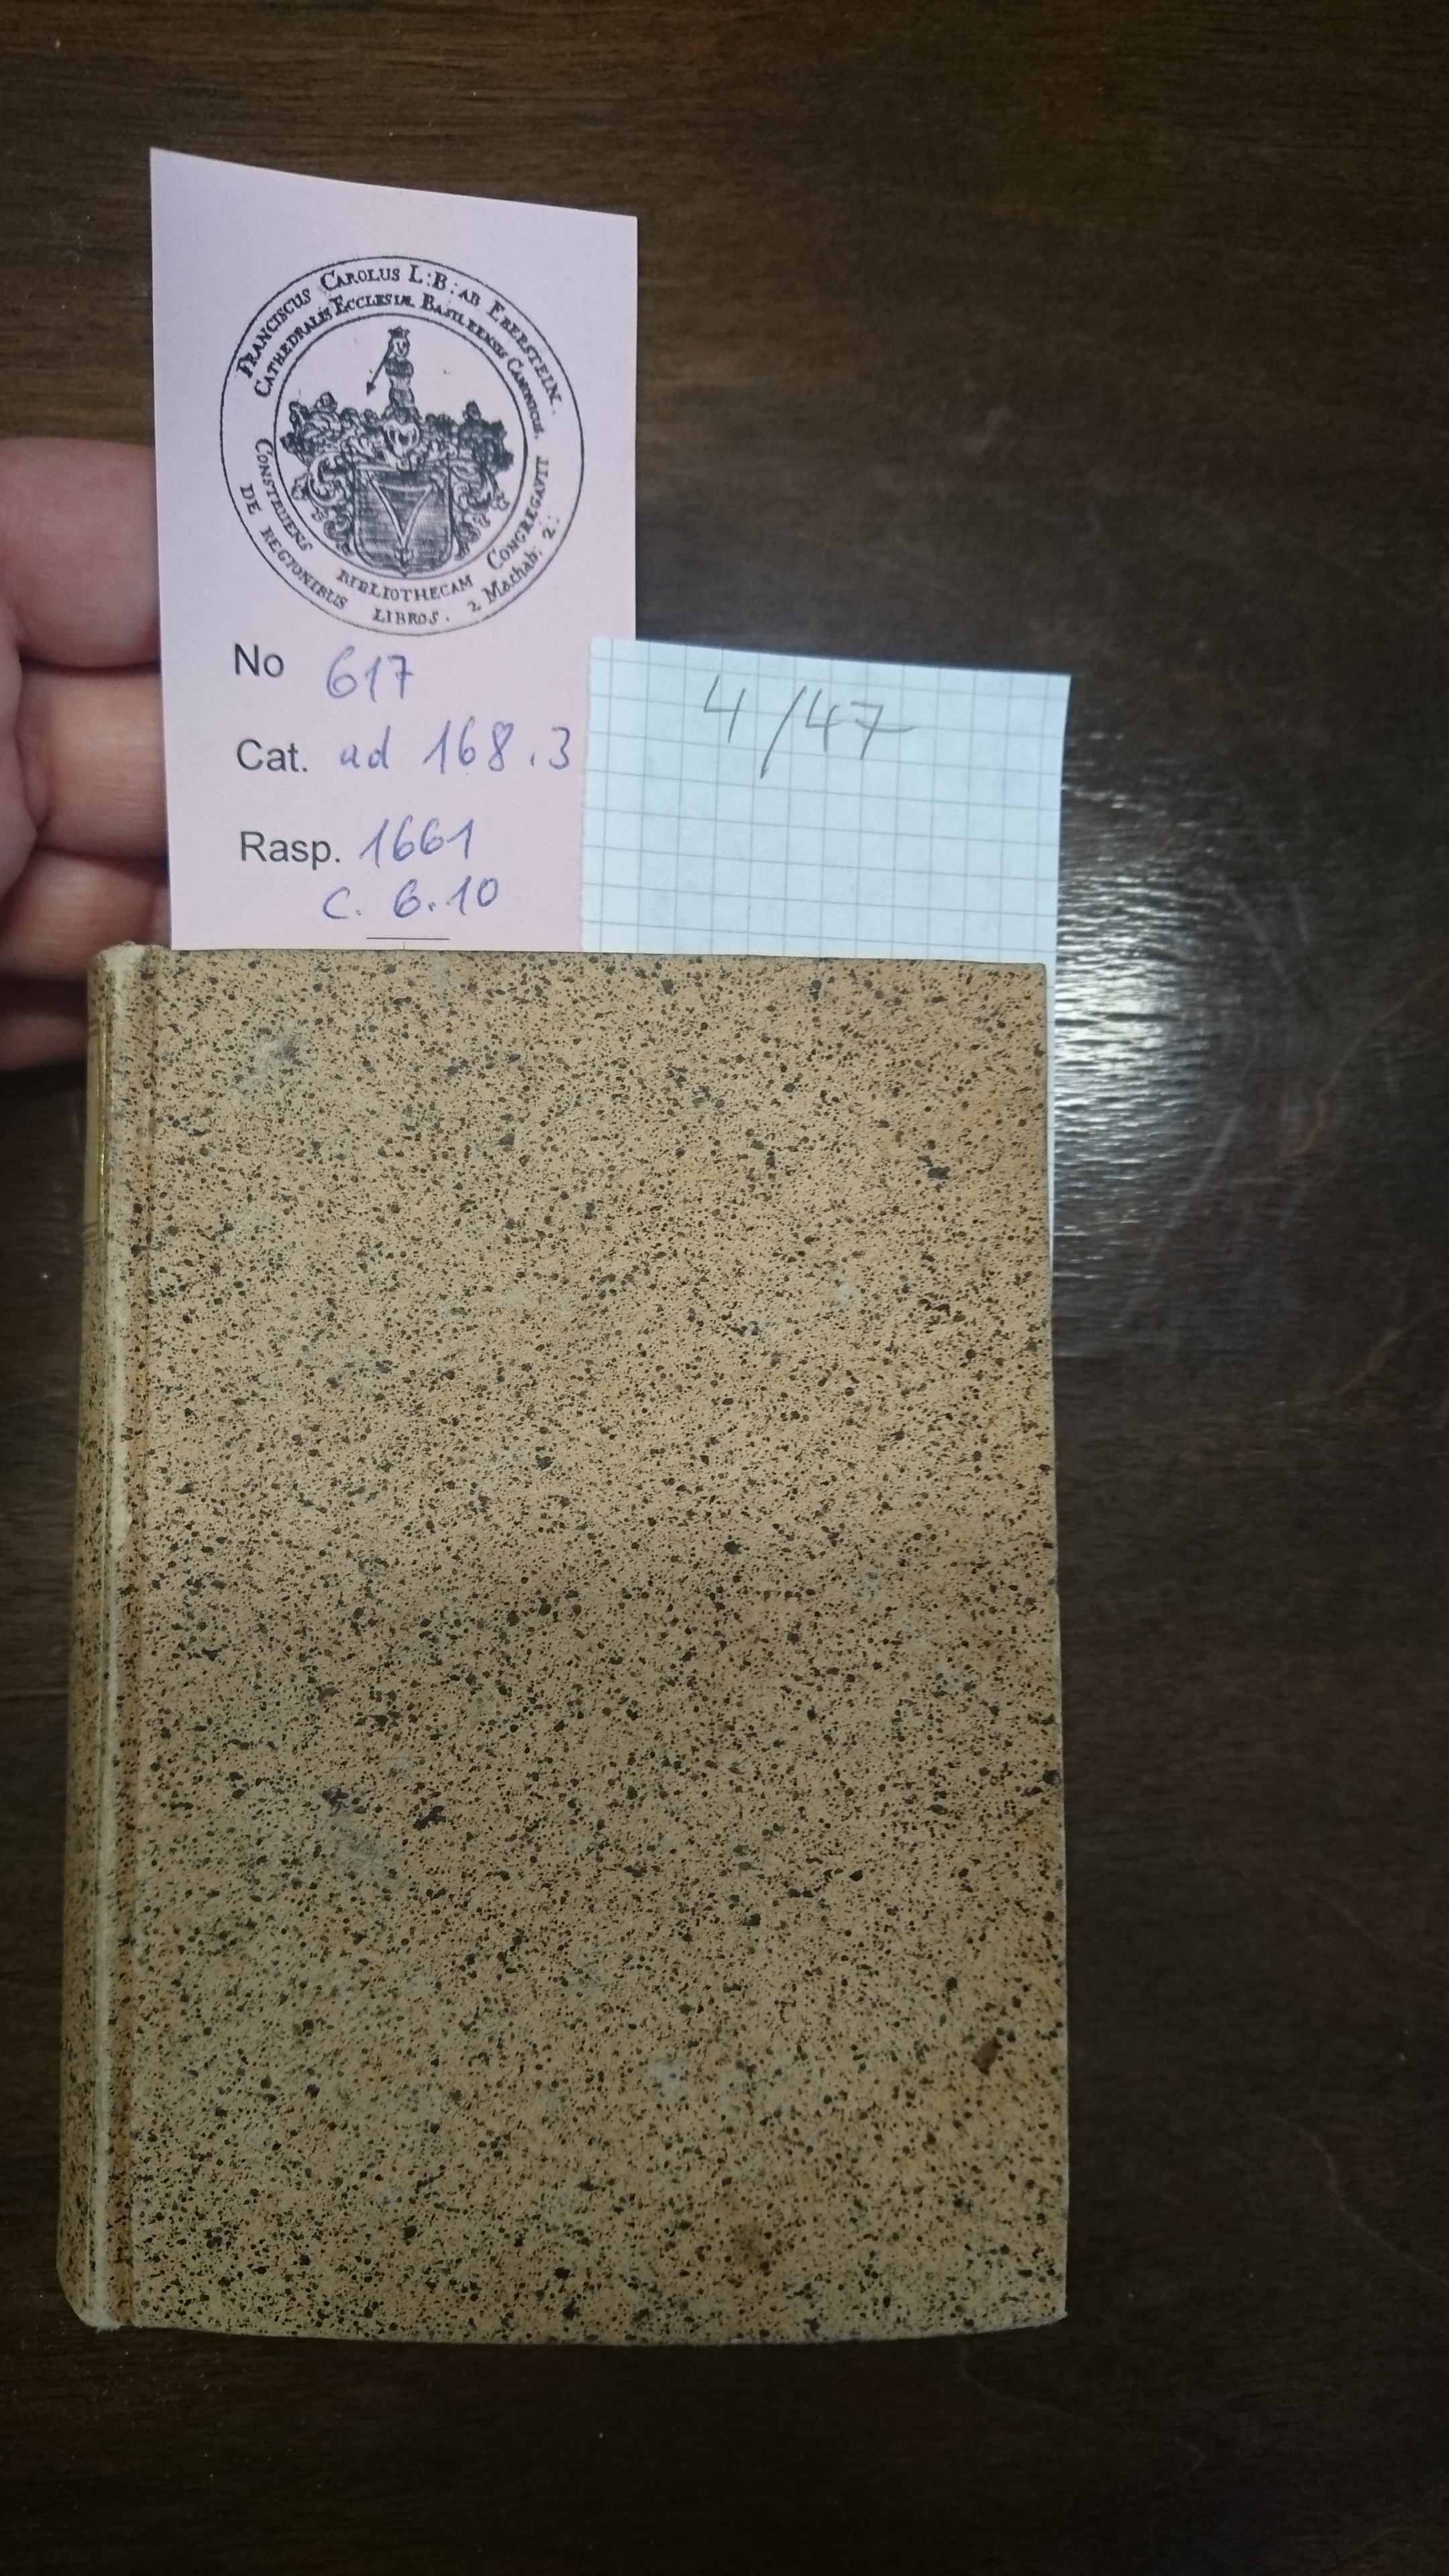 FRANCISCUS CAROLUS L:B: AB EBERSTEIN.
CATHEDRALIS ECCLESIÆ BASILEENSIS CANONICUS.
CONSTRUENS BIBLIOTHECAM CONGREGAVIT
DE REGIONIBUS LIBROS. 2 Machab: 2:
No 617
Cat. ad 168.3
Rasp. 1661
C. 6.10
4/47